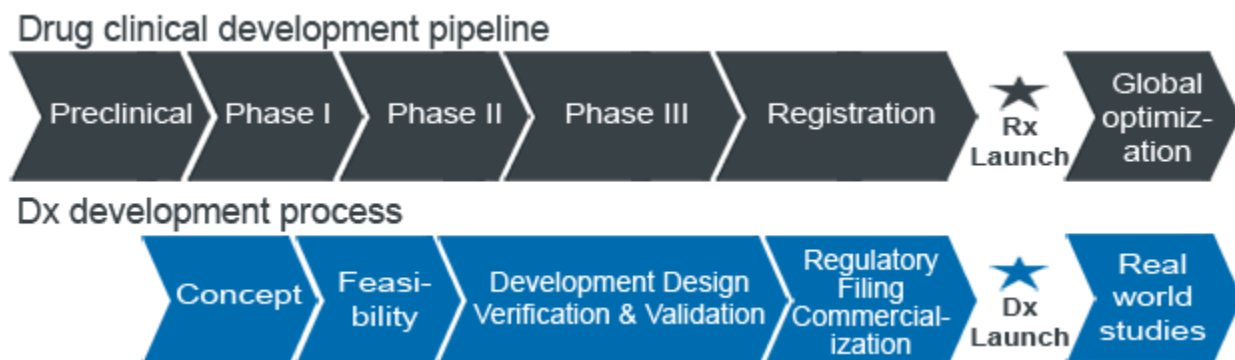 Drug clinical development pipeline
Preclinical
Phase I
Phase II
Phase III
Registration
Rx
Launch
Global
optimiz-
ation
Dx development process
Concept
Feasi-
bility
Development Design
Verification & Validation
Regulatory
Filing
Commercial-
ization
Dx
Launch
Real
world
studies